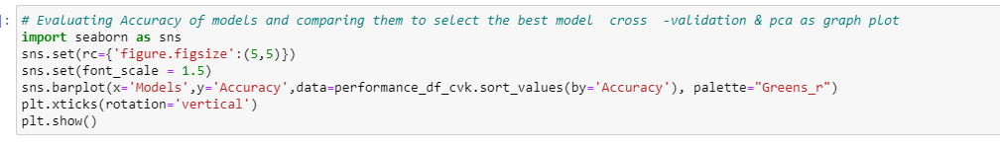 ]: # Evaluating Accuracy of models and comparing them to select the best model  cross  -validation & pca as graph plot
import seaborn as sns
sns.set(rc={'figure.figsize':(5,5)})
sns.set(font_scale = 1.5)
sns.barplot(x='Models',y='Accuracy',data=performance_df_cvk.sort_values(by='Accuracy'), palette="Greens_r")
plt.xticks(rotation='vertical')
plt.show()